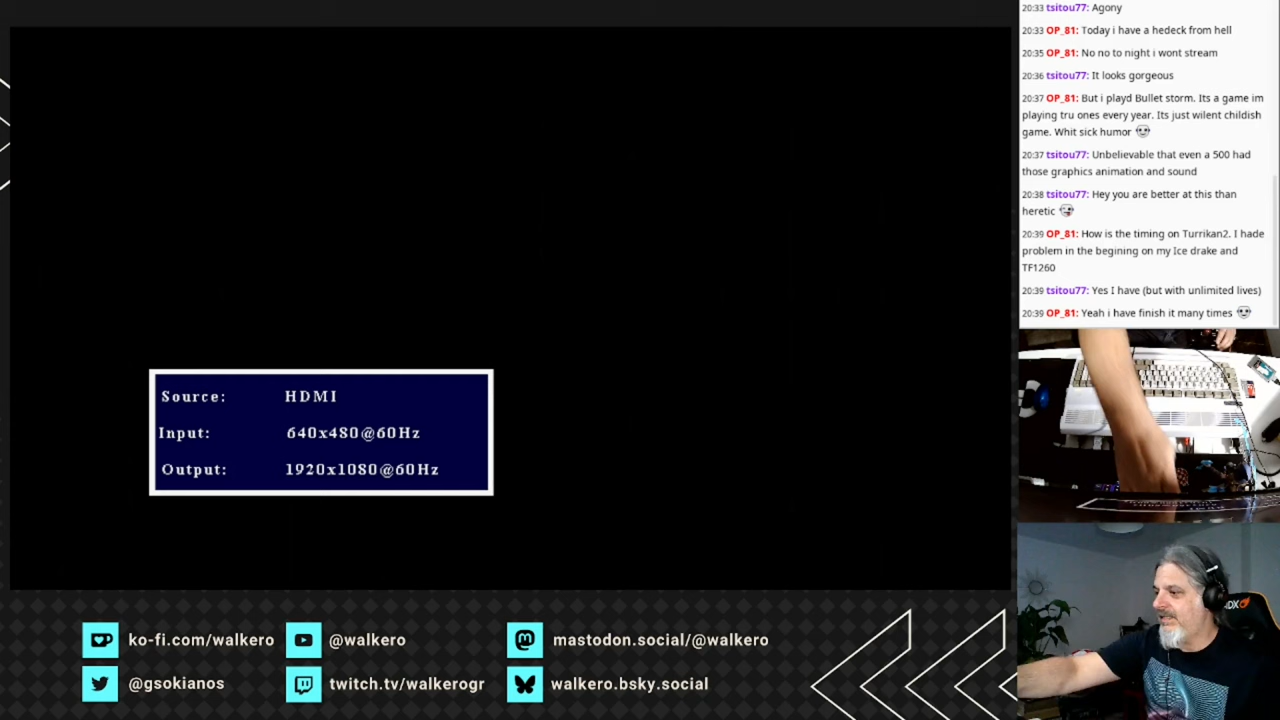 20:33 tsitou77: Agony
20:33 OP_81: Today i have a hedeck from hell
20:35 OP_81: No no to night i wont stream
20:36 tsitou77: It looks gorgeous
20:37 OP_81: But i playd Bullet storm. Its a game im
playing tru ones every year. Its just wilent childish
game. Whit sick humor
20:37 tsitou77: Unbelievable that even a 500 had
those graphics animation and sound
20:38 tsitou77: Hey you are better at this than
heretic
20:39 OP_81: How is the timing on Turrikan2. I hade
problem in the begining on my Ice drake and
TF1260
20:39 tsitou77: Yes I have (but with unlimited lives)
20:39 OP_81: Yeah i have finish it many times
Source: HDMI
Input: 640x480@60Hz
Output: 1920x1080@60Hz
ko-fi.com/walkero
@walkero
mastodon.social/@walkero
@gsokianos
twitch.tv/walkerogr
walkero.bsky.social